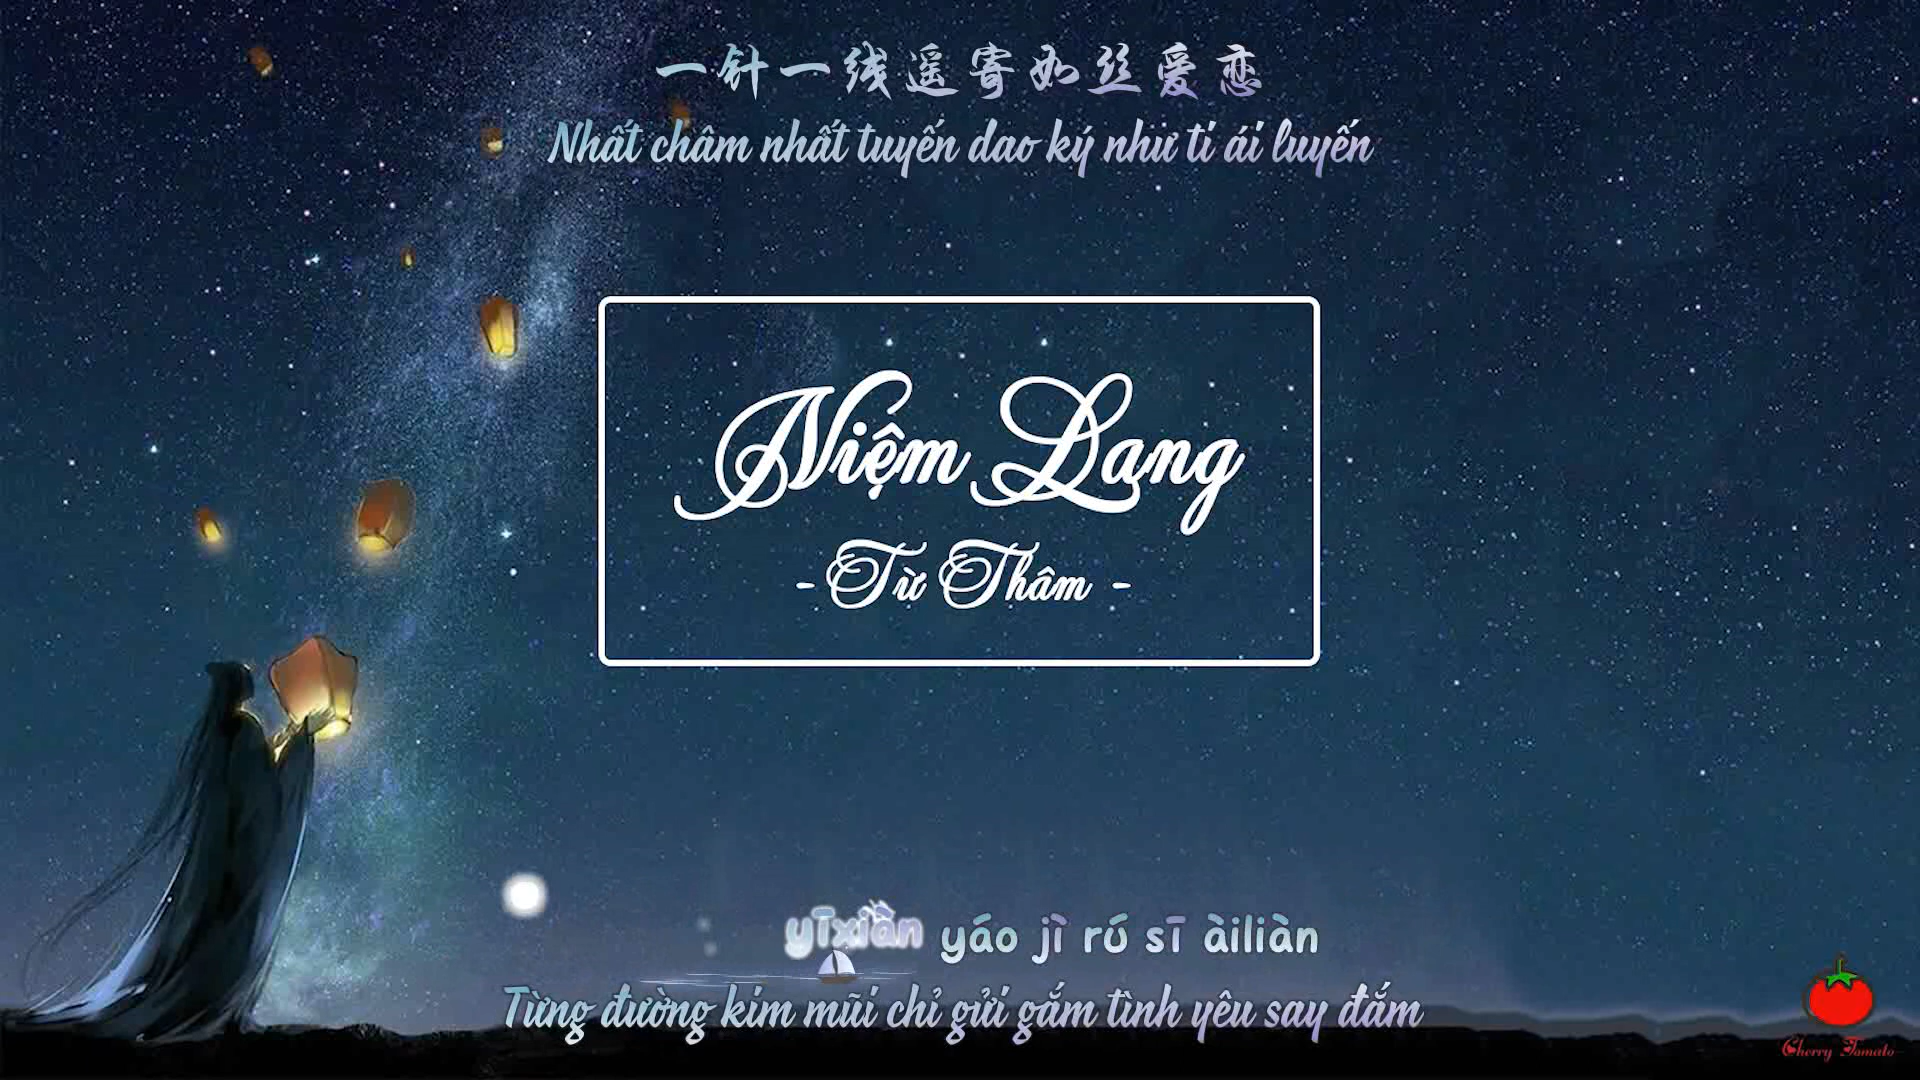 一针一线遥寄如丝爱恋
Nhất châm nhất tuyến dao ký như ti ái luyến
Niệm Lang
- Từ Thâm -
yīxiàn yáo jì rú sī àiliàn
Từng đường kim mũi chỉ gửi gắm tình yêu say đắm
Cherry Tomato